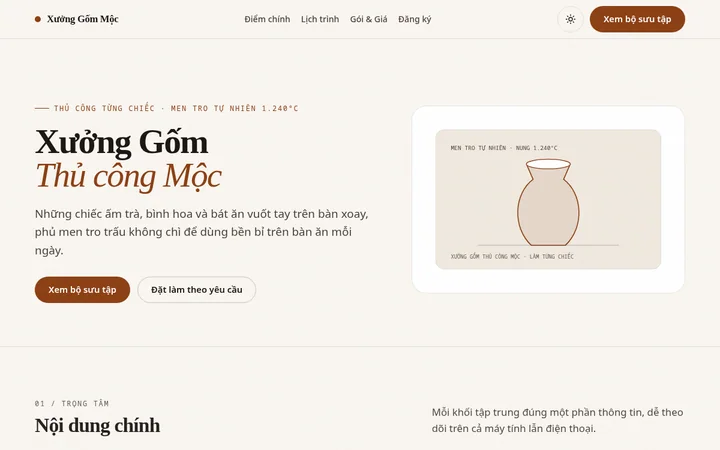 Xưởng Gốm Mộc
Điểm chính
Lịch trình
Gói & Giá
Đăng ký
Xem bộ sưu tập
THỦ CÔNG TỪNG CHIẾC · MEN TRO TỰ NHIÊN 1.240°C
Xưởng Gốm
Thủ công Mộc
Những chiếc ấm trà, bình hoa và bát ăn vuốt tay trên bàn xoay,
phủ men tro trấu không chỉ để dùng bền bỉ trên bàn ăn mỗi
ngày.
Xem bộ sưu tập
Đặt làm theo yêu cầu
MEN TRO TỰ NHIÊN · NUNG 1.240°C
XƯỞNG GỐM THỦ CÔNG MỘC · LÀM TỪNG CHIẾC
01 / TRỌNG TÂM
Nội dung chính
Mỗi khối tập trung đúng một phần thông tin, dễ theo
dõi trên cả máy tính lẫn điện thoại.